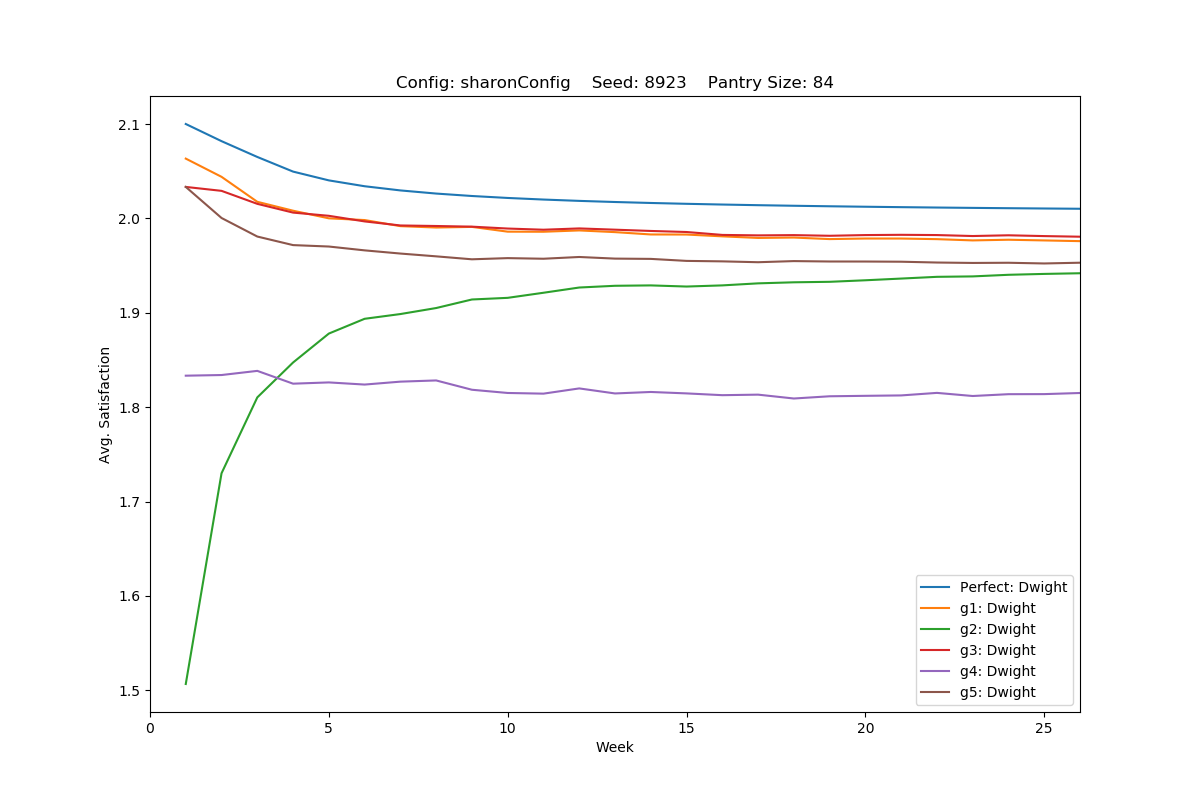 Config: sharonConfig    Seed: 8923    Pantry Size: 84
2.1
2.0
1.9
1.8
1.7
1.6
1.5
Avg. Satisfaction
0
5
10
15
20
25
Week
Perfect: Dwight
g1: Dwight
g2: Dwight
g3: Dwight
g4: Dwight
g5: Dwight